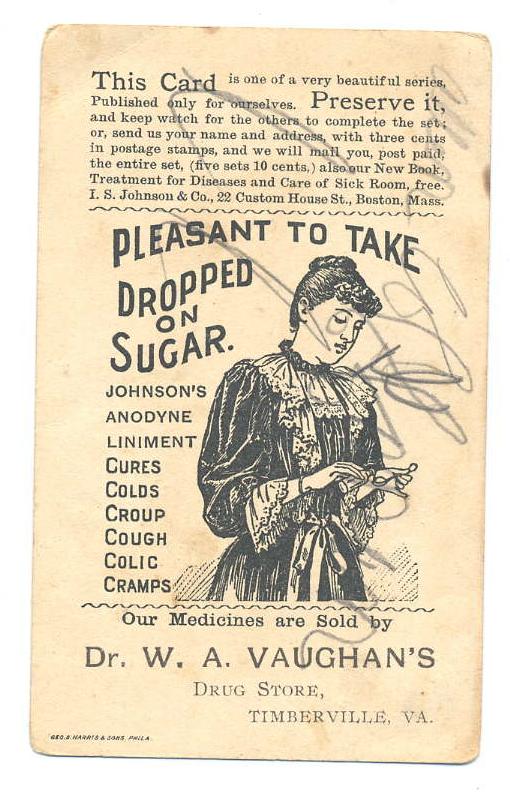 This Card is one of a very beautiful series,
Published only for ourselves. Preserve it,
and keep watch for the others to complete the set;
or, send us your name and address, with three cents
in postage stamps, and we will mail you, post paid,
the entire set, (five sets 10 cents,) also our New Book,
Treatment for Diseases and Care of Sick Room, free.
I. S. Johnson & Co., 22 Custom House St., Boston, Mass.
PLEASANT TO TAKE
DROPPED
ON
SUGAR.
JOHNSON'S
ANODYNE
LINIMENT
CURES
COLDS
CROUP
COUGH
COLIC
CRAMPS
Our Medicines are Sold by
Dr. W. A. VAUGHAN'S
DRUG STORE,
TIMBERVILLE, VA.
GEO. S. HARRIS & SONS, PHILA.